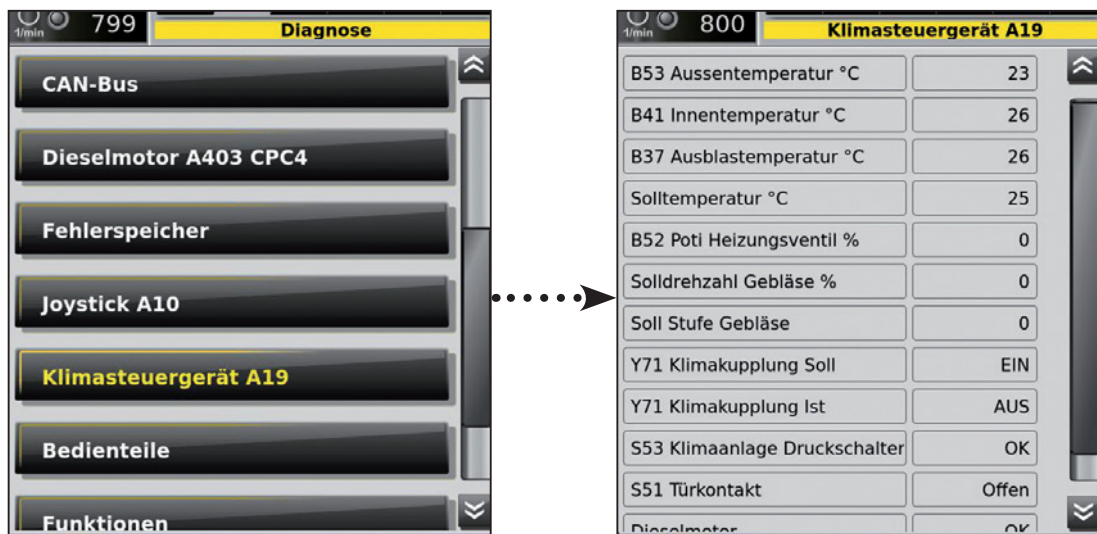 1/min
799
Diagnose
CAN-Bus
Dieselmotor A403 CPC4
Fehlerspeicher
Joystick A10
Klimasteuergerät A19
Bedienteile
Funktionen
1/min
800
Klimasteuergerät A19
B53 Aussentemperatur °C 23
B41 Innentemperatur °C 26
B37 Ausblastemperatur °C 26
Solltemperatur °C 25
B52 Poti Heizungsventil % 0
Solldrehzahl Gebläse % 0
Soll Stufe Gebläse 0
Y71 Klimakupplung Soll EIN
Y71 Klimakupplung Ist AUS
S53 Klimaanlage Druckschalter OK
S51 Türkontakt Offen
Dieselmotor OK